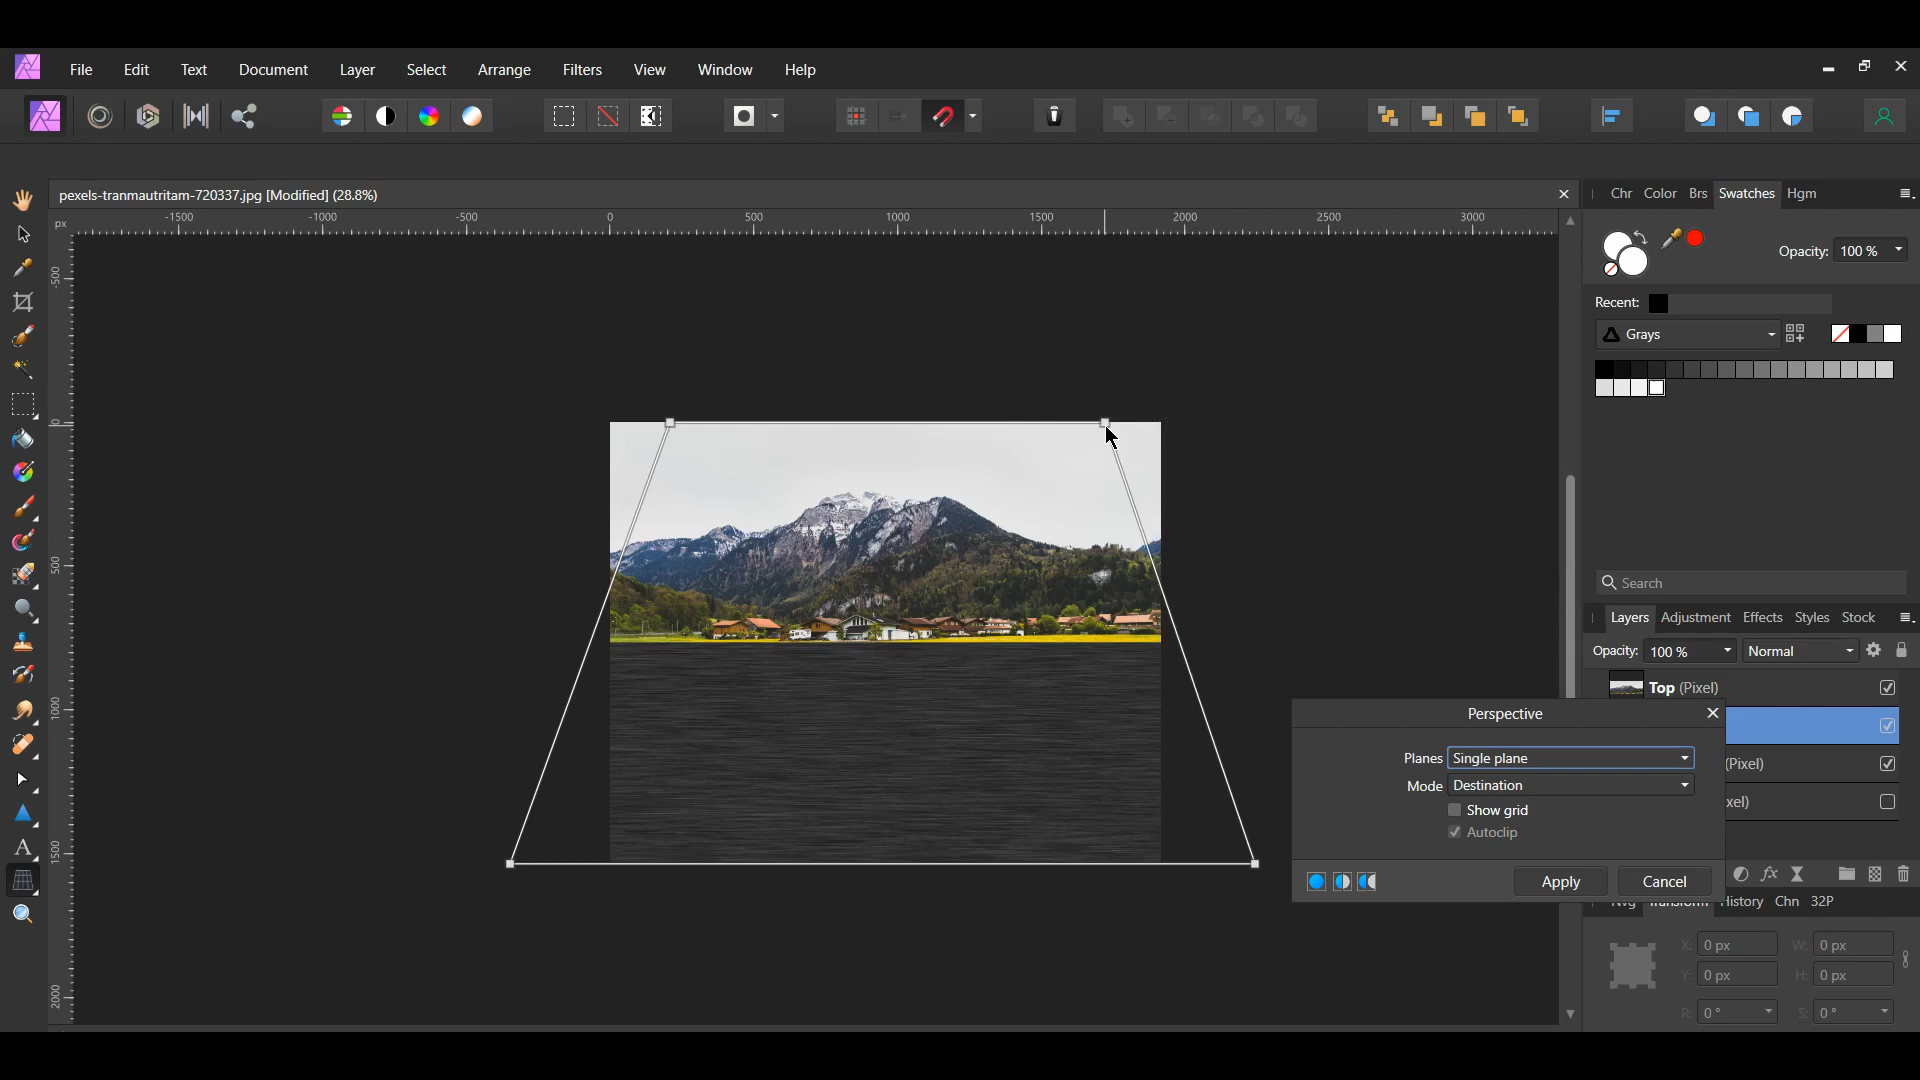 File Edit Text Document Layer Select Arrange Filters View Window Help
pexels-tranmautritam-720337.jpg [Modified] (28.8%)
Chr Color Brs Swatches Hgm
px -1500 -1000 -500 0 500 1000 1500 2000 2500 3000
-500
0
500
1000
1500
2000
Opacity: 100 %
Recent:
Grays
Search
Layers Adjustment Effects Styles Stock
Opacity: 100 % Normal
Top (Pixel)
(Pixel)
xel)
Perspective
Planes Single plane
Mode Destination
Show grid
Autoclip
Apply Cancel
Nvg Transform History Chn 32P
X: 0 px W: 0 px
Y: 0 px H: 0 px
R: 0 ° S: 0 °